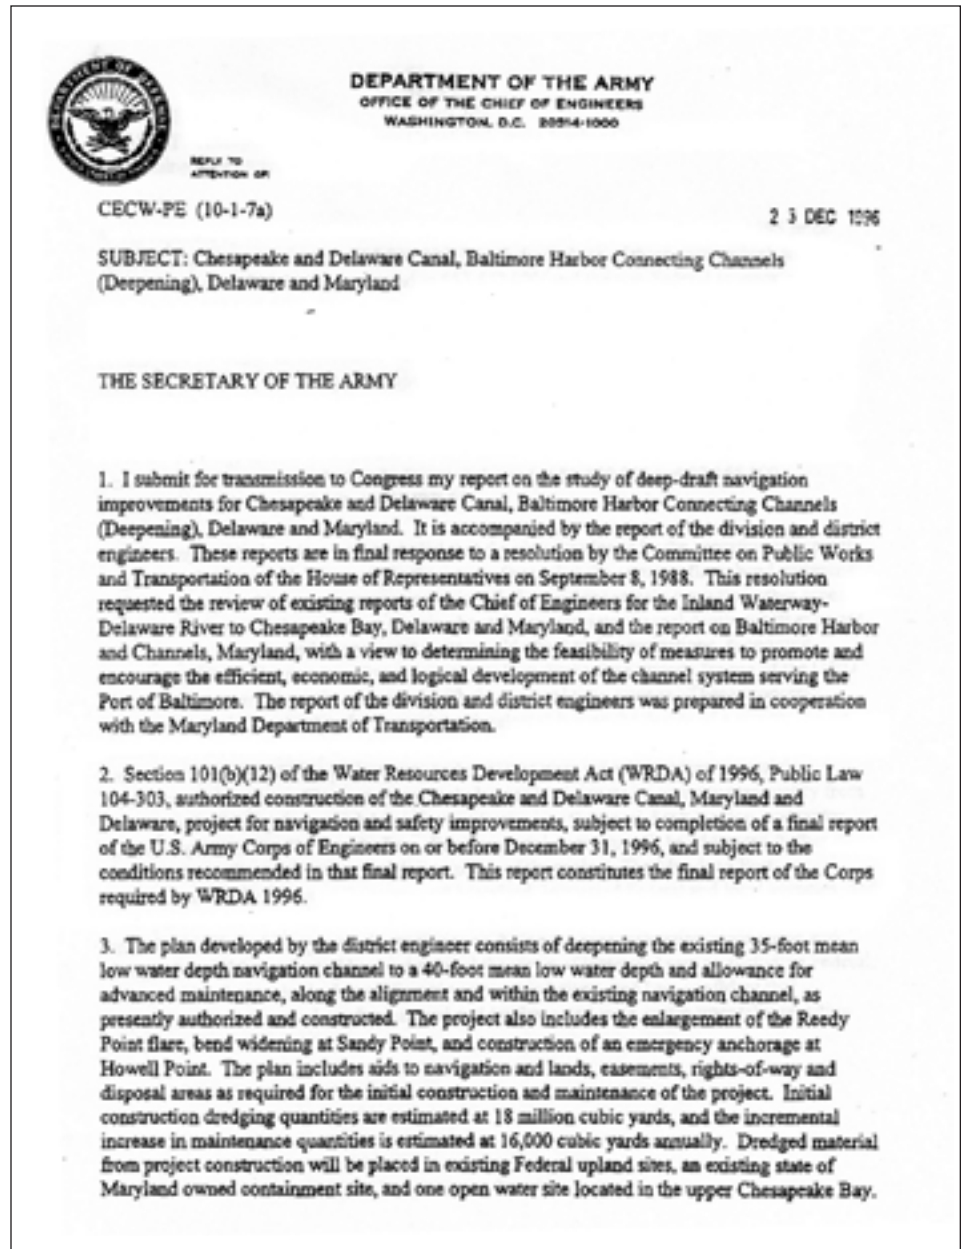 DEPARTMENT OF THE ARMY
OFFICE OF THE CHIEF OF ENGINEERS
WASHINGTON, D.C. 20314-1000
REPLY TO
ATTENTION OF:
CECW-PE (10-1-7a)
2 3 DEC 1996
SUBJECT: Chesapeake and Delaware Canal, Baltimore Harbor Connecting Channels
(Deepening), Delaware and Maryland
THE SECRETARY OF THE ARMY
1. I submit for transmission to Congress my report on the study of deep-draft navigation
improvements for Chesapeake and Delaware Canal, Baltimore Harbor Connecting Channels
(Deepening), Delaware and Maryland. It is accompanied by the report of the division and district
engineers. These reports are in final response to a resolution by the Committee on Public Works
and Transportation of the House of Representatives on September 8, 1988. This resolution
requested the review of existing reports of the Chief of Engineers for the Inland Waterway-
Delaware River to Chesapeake Bay, Delaware and Maryland, and the report on Baltimore Harbor
and Channels, Maryland, with a view to determining the feasibility of measures to promote and
encourage the efficient, economic, and logical development of the channel system serving the
Port of Baltimore. The report of the division and district engineers was prepared in cooperation
with the Maryland Department of Transportation.
2. Section 101(b)(12) of the Water Resources Development Act (WRDA) of 1996, Public Law
104-303, authorized construction of the Chesapeake and Delaware Canal, Maryland and
Delaware, project for navigation and safety improvements, subject to completion of a final report
of the U.S. Army Corps of Engineers on or before December 31, 1996, and subject to the
conditions recommended in that final report. This report constitutes the final report of the Corps
required by WRDA 1996.
3. The plan developed by the district engineer consists of deepening the existing 35-foot mean
low water depth navigation channel to a 40-foot mean low water depth and allowance for
advanced maintenance, along the alignment and within the existing navigation channel, as
presently authorized and constructed. The project also includes the enlargement of the Reedy
Point flare, bend widening at Sandy Point, and construction of an emergency anchorage at
Howell Point. The plan includes aids to navigation and lands, easements, rights-of-way and
disposal areas as required for the initial construction and maintenance of the project. Initial
construction dredging quantities are estimated at 18 million cubic yards, and the incremental
increase in maintenance quantities is estimated at 16,000 cubic yards annually. Dredged material
from project construction will be placed in existing Federal upland sites, an existing state of
Maryland owned containment site, and one open water site located in the upper Chesapeake Bay.